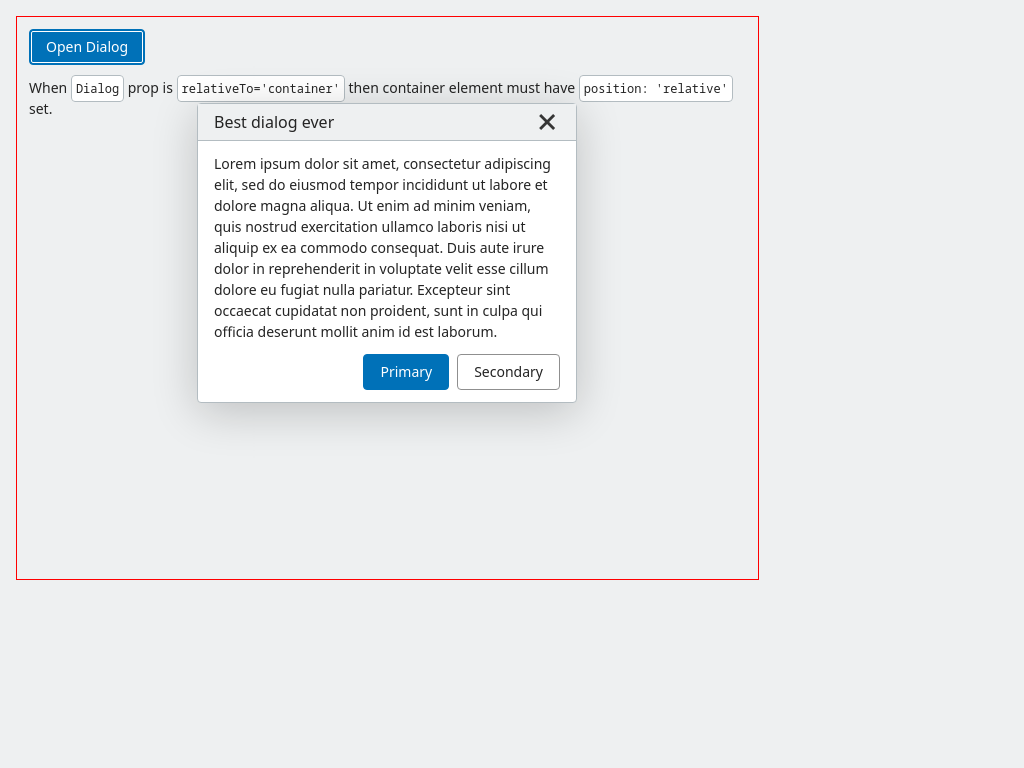 Open Dialog
When Dialog prop is relativeTo='container' then container element must have position: 'relative'
set.
Best dialog ever
Lorem ipsum dolor sit amet, consectetur adipiscing
elit, sed do eiusmod tempor incididunt ut labore et
dolore magna aliqua. Ut enim ad minim veniam,
quis nostrud exercitation ullamco laboris nisi ut
aliquip ex ea commodo consequat. Duis aute irure
dolor in reprehenderit in voluptate velit esse cillum
dolore eu fugiat nulla pariatur. Excepteur sint
occaecat cupidatat non proident, sunt in culpa qui
officia deserunt mollit anim id est laborum.
Primary Secondary